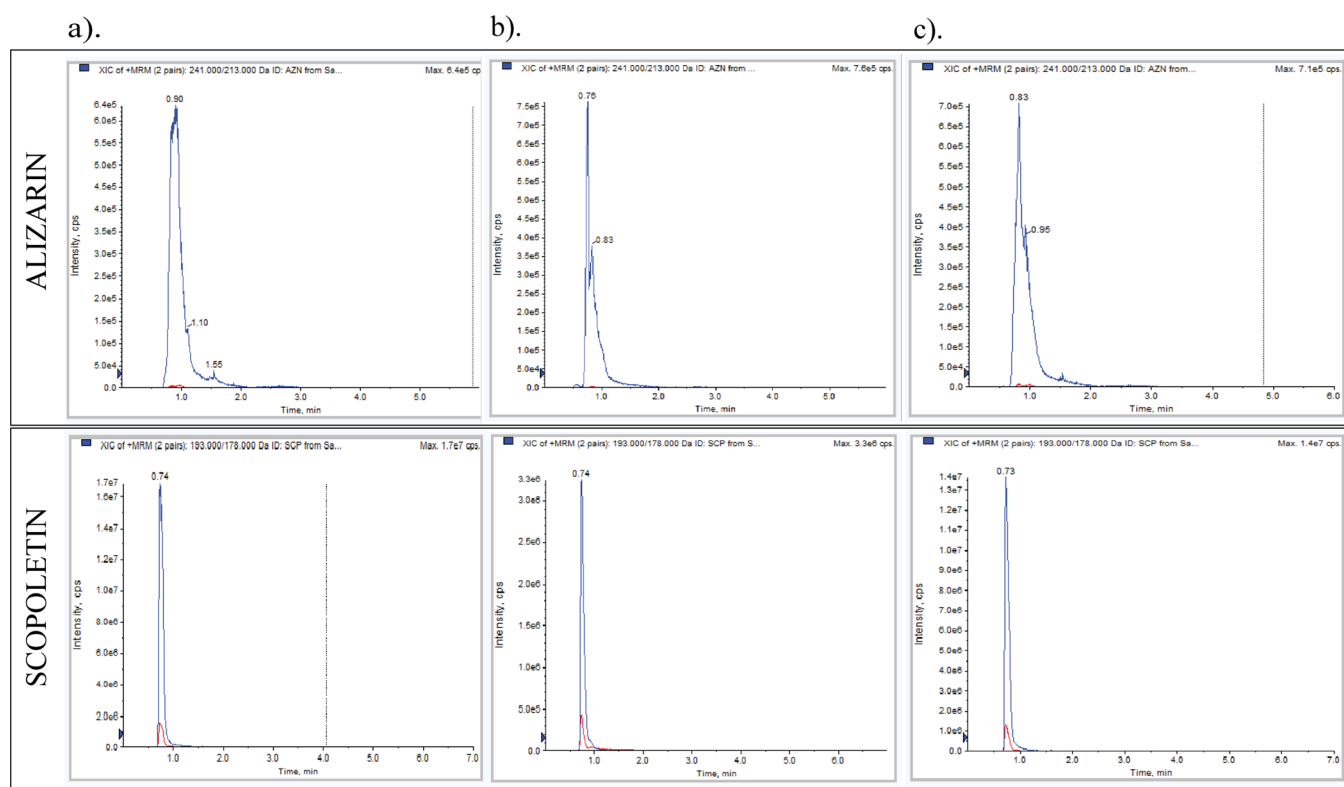 a).
b).
c).
ALIZARIN
XIC of +MRM (2 pairs): 241.000/213.000 Da ID: AZN from Sa... Max. 6.4e5 cps.
0.90
1.10
1.55
6.4e5
6.0e5
5.5e5
5.0e5
4.5e5
4.0e5
3.5e5
3.0e5
2.5e5
2.0e5
1.5e5
1.0e5
5.0e4
0.0
Intensity, cps
1.0 2.0 3.0 4.0 5.0
Time, min
XIC of +MRM (2 pairs): 241.000/213.000 Da ID: AZN from ... Max. 7.6e5 cps.
0.76
0.83
7.5e5
7.0e5
6.5e5
6.0e5
5.5e5
5.0e5
4.5e5
4.0e5
3.5e5
3.0e5
2.5e5
2.0e5
1.5e5
1.0e5
5.0e4
0.0
Intensity, cps
1.0 2.0 3.0 4.0 5.0
Time, min
XIC of +MRM (2 pairs): 241.000/213.000 Da ID: AZN from... Max. 7.1e5 cps.
0.83
0.95
7.0e5
6.5e5
6.0e5
5.5e5
5.0e5
4.5e5
4.0e5
3.5e5
3.0e5
2.5e5
2.0e5
1.5e5
1.0e5
5.0e4
0.0
Intensity, cps
1.0 2.0 3.0 4.0 5.0 6.0
Time, min
SCOPOLETIN
XIC of +MRM (2 pairs): 193.000/178.000 Da ID: SCP from Sa... Max. 1.7e7 cps.
0.74
1.7e7
1.6e7
1.4e7
1.2e7
1.0e7
8.0e6
6.0e6
4.0e6
2.0e6
0.0
Intensity, cps
1.0 2.0 3.0 4.0 5.0 6.0 7.0
Time, min
XIC of +MRM (2 pairs): 193.000/178.000 Da ID: SCP from S... Max. 3.3e6 cps.
0.74
3.3e6
3.0e6
2.5e6
2.0e6
1.5e6
1.0e6
5.0e5
0.0
Intensity, cps
1.0 2.0 3.0 4.0 5.0 6.0
Time, min
XIC of +MRM (2 pairs): 193.000/178.000 Da ID: SCP from Sa... Max. 1.4e7 cps.
0.73
1.4e7
1.3e7
1.2e7
1.1e7
1.0e7
9.0e6
8.0e6
7.0e6
6.0e6
5.0e6
4.0e6
3.0e6
2.0e6
1.0e6
0.0
Intensity, cps
1.0 2.0 3.0 4.0 5.0 6.0 7.0
Time, min